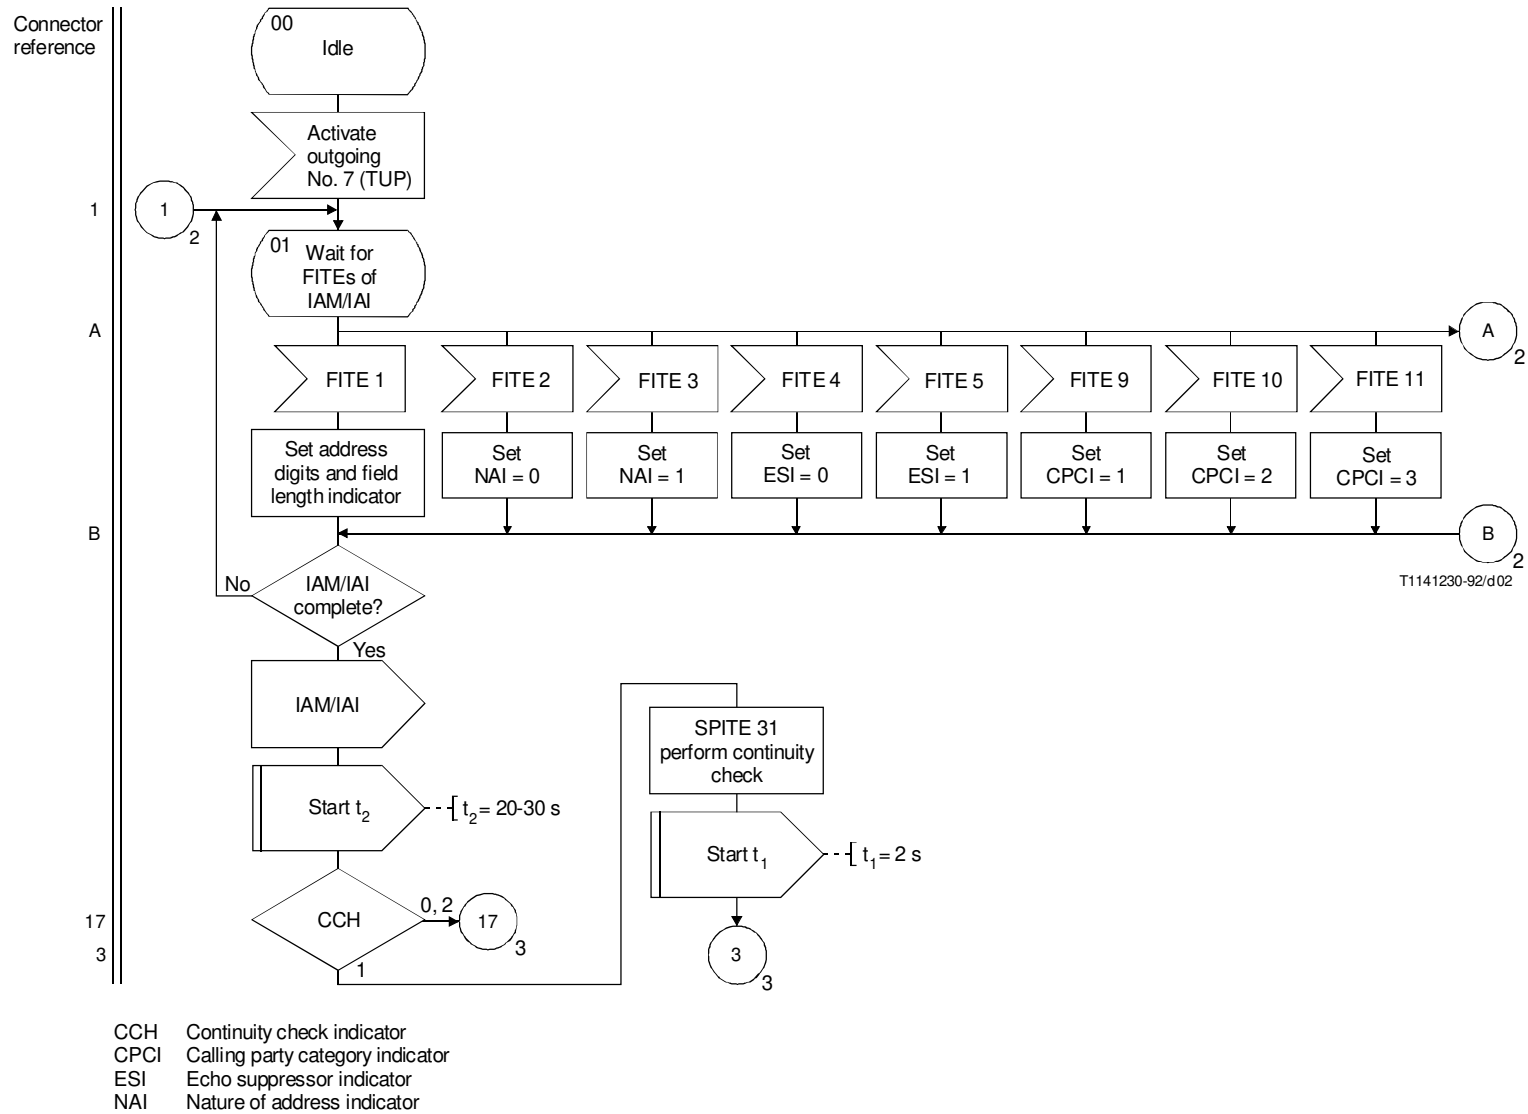 Connector
reference
00
Idle
Activate
outgoing
No. 7 (TUP)
1
1
2
01
Wait for
FITEs of
IAM/IAI
A
A
2
FITE 1
FITE 2
FITE 3
FITE 4
FITE 5
FITE 9
FITE 10
FITE 11
Set address
digits and field
length indicator
Set
NAI = 0
Set
NAI = 1
Set
ESI = 0
Set
ESI = 1
Set
CPCI = 1
Set
CPCI = 2
Set
CPCI = 3
B
B
2
T1141230-92/d02
No
IAM/IAI
complete?
Yes
IAM/IAI
SPITE 31
perform continuity
check
Start t2
t2= 20-30 s
Start t1
t1= 2 s
CCH
0, 2
17
3
17
3
1
3
3
CCH Continuity check indicator
CPCI Calling party category indicator
ESI Echo suppressor indicator
NAI Nature of address indicator